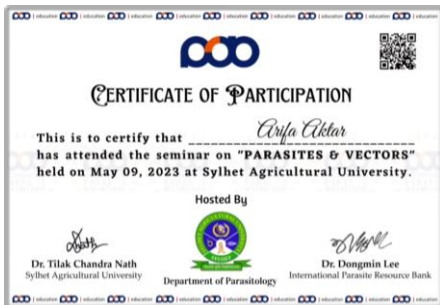 CERTIFICATE OF PARTICIPATION
This is to certify that Arifa Aktar
has attended the seminar on "PARASITES & VECTORS"
held on May 09, 2023 at Sylhet Agricultural University.
Hosted By
Dr. Tilak Chandra Nath
Sylhet Agricultural University
Department of Parasitology
Dr. Dongmin Lee
International Parasite Resource Bank